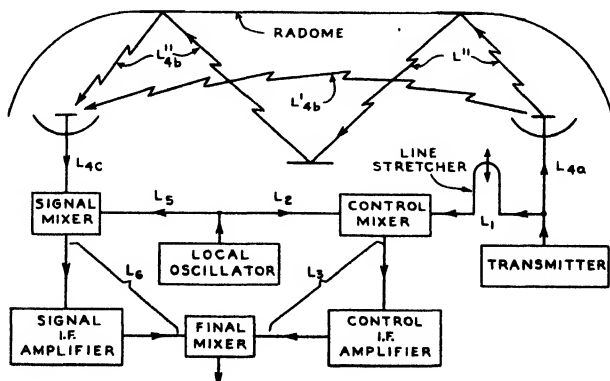 RADOME
L"4b
L"
L'4b
LINE
STRETCHER
L4c
L4a
SIGNAL
MIXER
L5
L2
CONTROL
MIXER
L1
LOCAL
OSCILLATOR
TRANSMITTER
L6
L3
SIGNAL
I.F.
AMPLIFIER
FINAL
MIXER
CONTROL
I.F.
AMPLIFIER